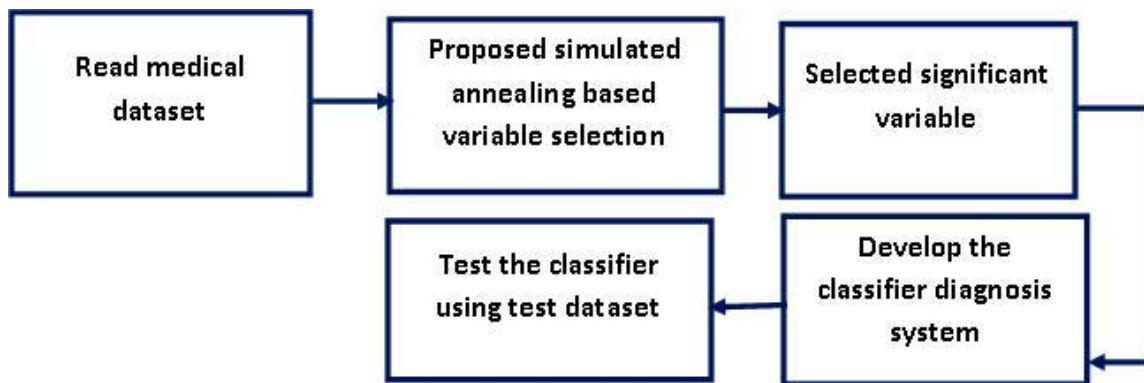 Read medical
dataset
Proposed simulated
annealing based
variable selection
Selected significant
variable
Develop the
classifier diagnosis
system
Test the classifier
using test dataset